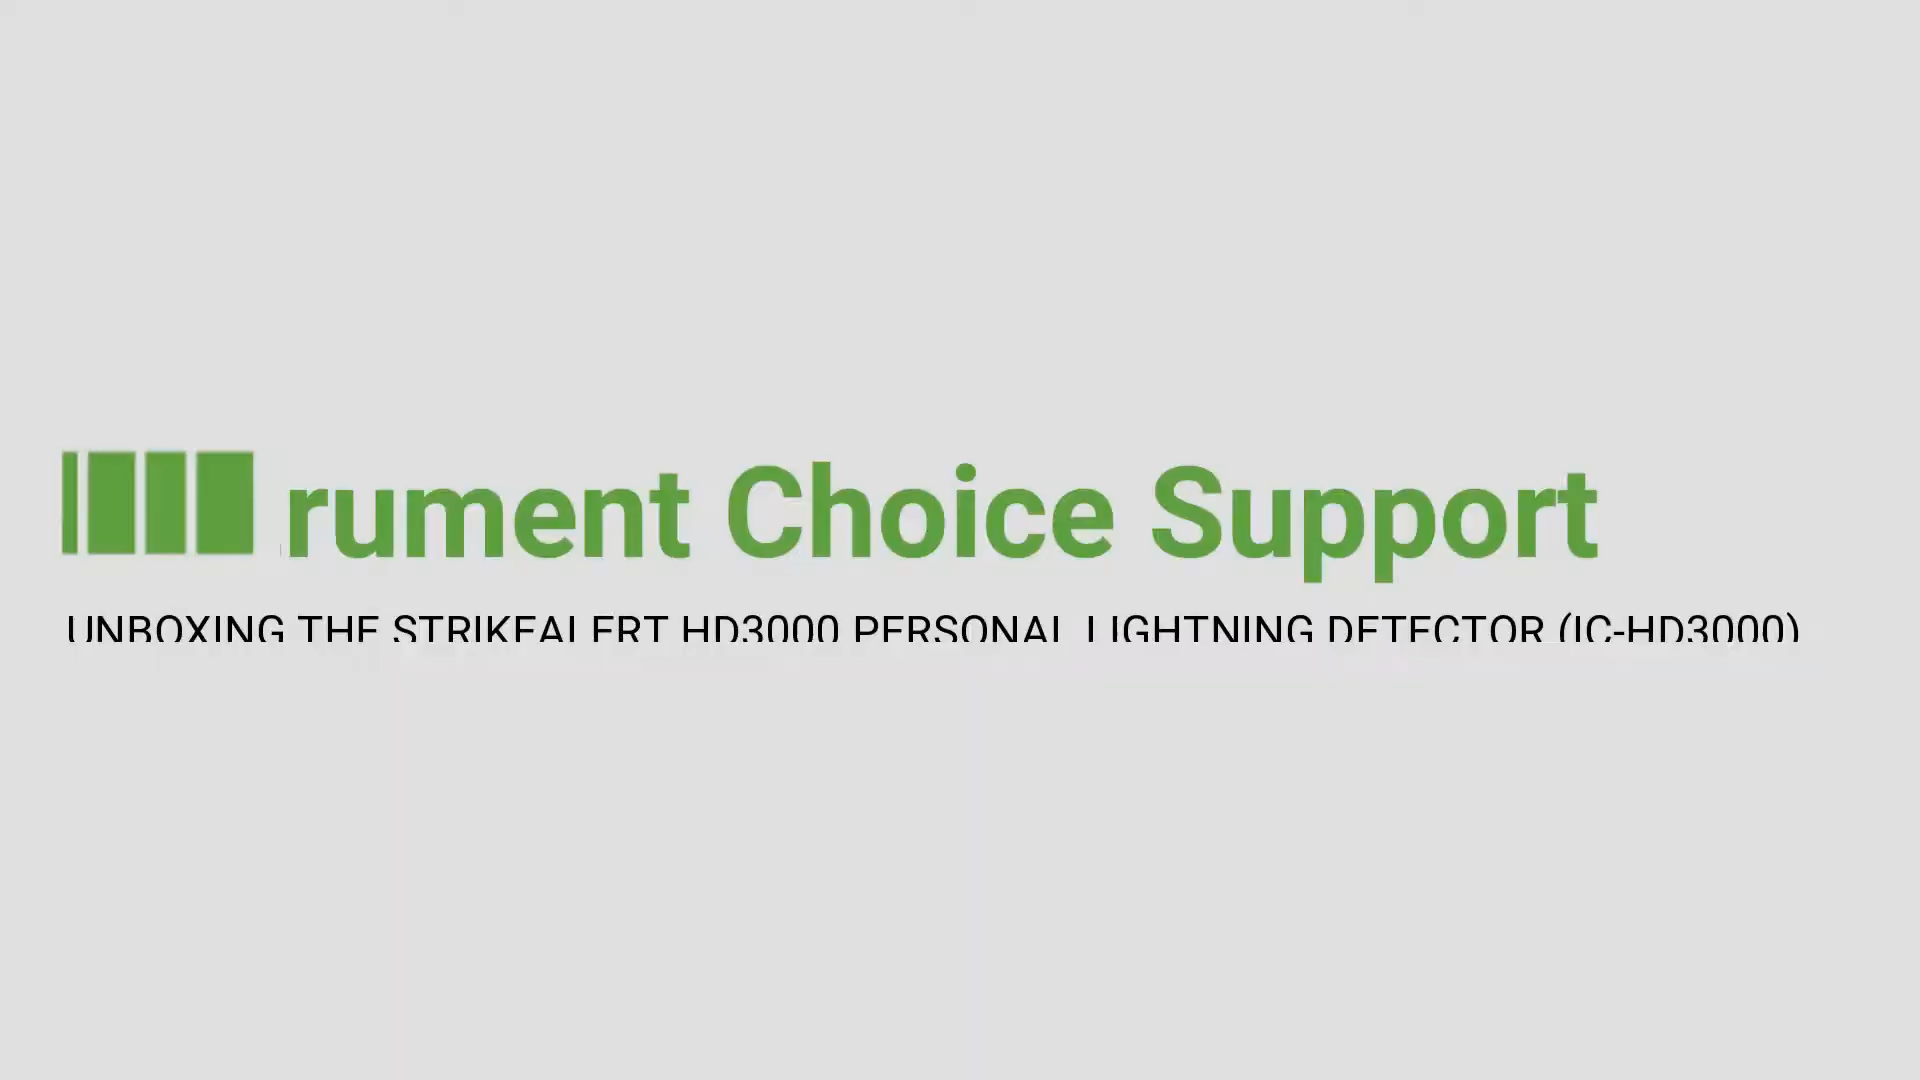 rument Choice Support
UNBOXING THE STRIKEALERT HD3000 PERSONAL LIGHTNING DETECTOR (IC-HD3000)